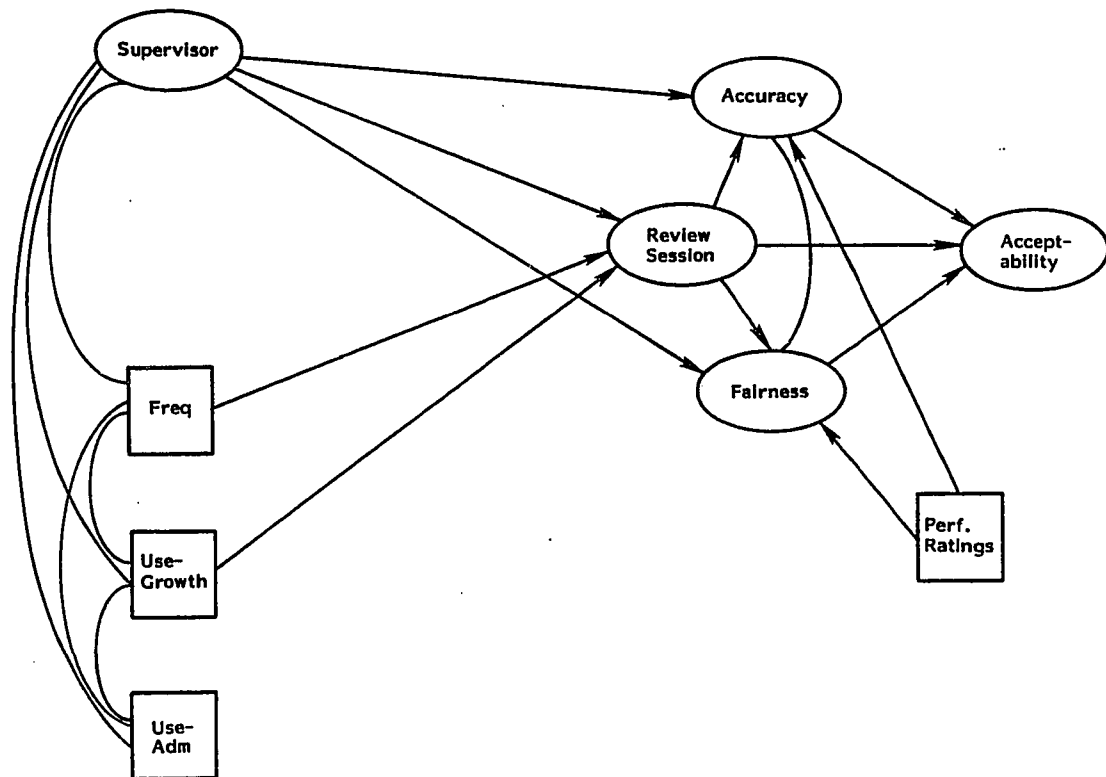 Supervisor
Accuracy
Review
Session
Accept-
ability
Freq
Fairness
Use-
Growth
Perf.
Ratings
Use-
Adm